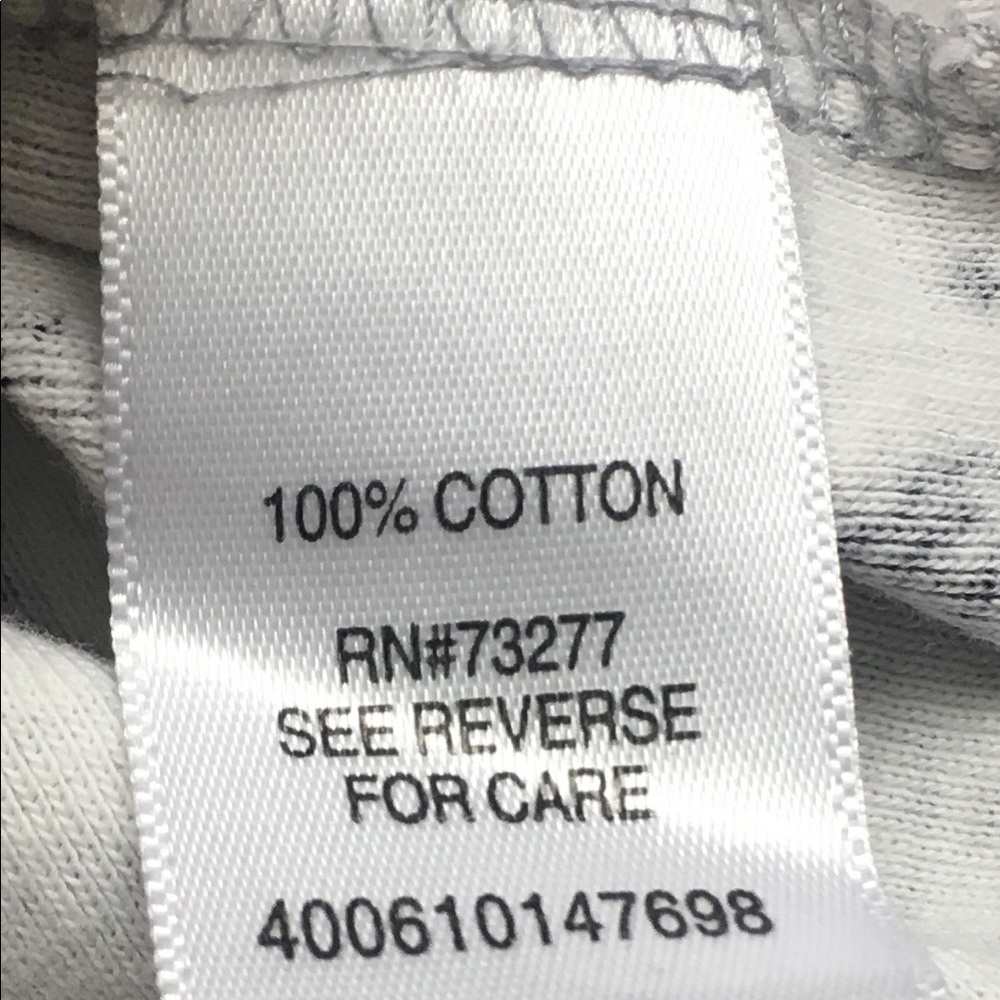 100% COTTON
RN#73277
SEE REVERSE
FOR CARE
400610147698